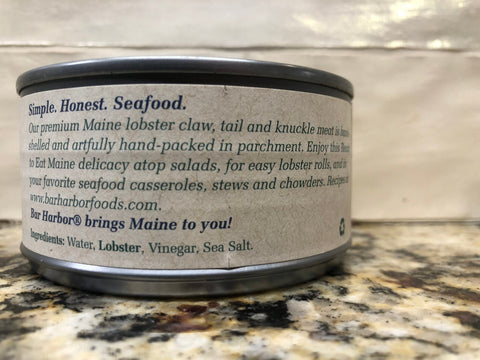 Simple. Honest. Seafood.
Our premium Maine lobster claw, tail and knuckle meat is
shelled and artfully hand-packed in parchment. Enjoy this
to Eat Maine delicacy atop salads, for easy lobster rolls, and in
your favorite seafood casseroles, stews and chowders. Recipes at
www.barharborfoods.com.
Bar Harbor® brings Maine to you!
Ingredients: Water, Lobster, Vinegar, Sea Salt.